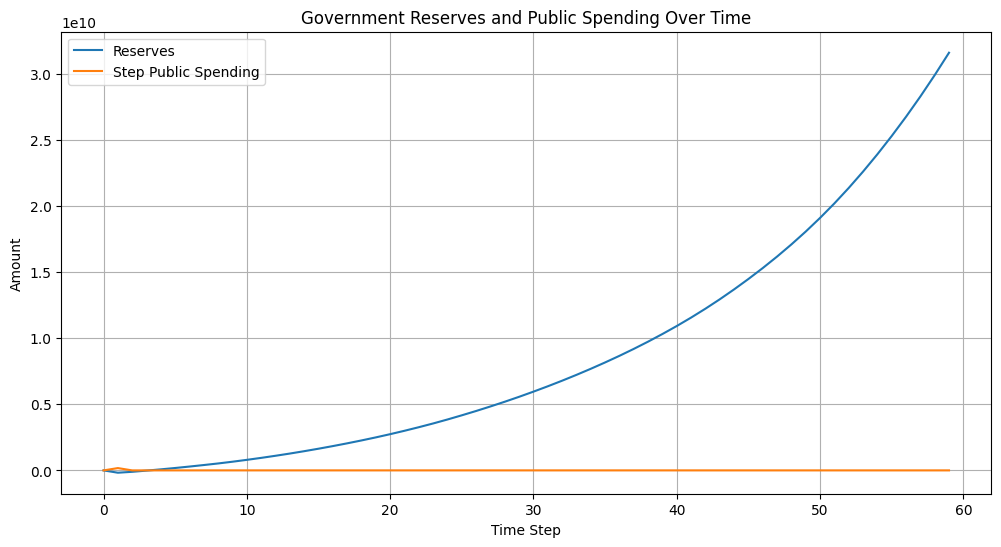 Government Reserves and Public Spending Over Time
1e10
Reserves
Step Public Spending
3.0
2.5
2.0
1.5
1.0
0.5
0.0
Amount
0 10 20 30 40 50 60
Time Step